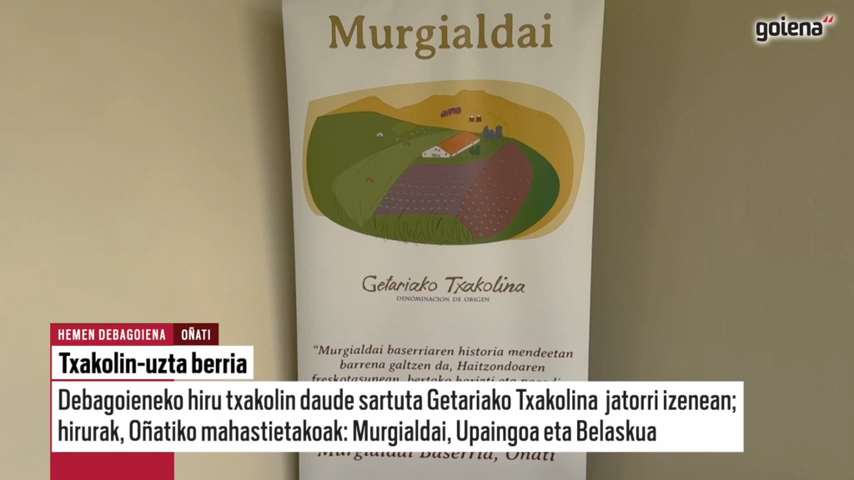 Murgialdai
goiena
Getariako Txakolina
DENOMINACION DE ORIGEN
"Murgialdai baserriaren historia mendeetan
barrena galtzen da, Haitzondoaren
HEMEN DEBAGOIENA OÑATI
Txakolin-uzta berria
Debagoieneko hiru txakolin daude sartuta Getariako Txakolina jatorri izenean;
hirurak, Oñatiko mahastietakoak: Murgialdai, Upaingoa eta Belaskua
Murgialdai Baserria, Oñati